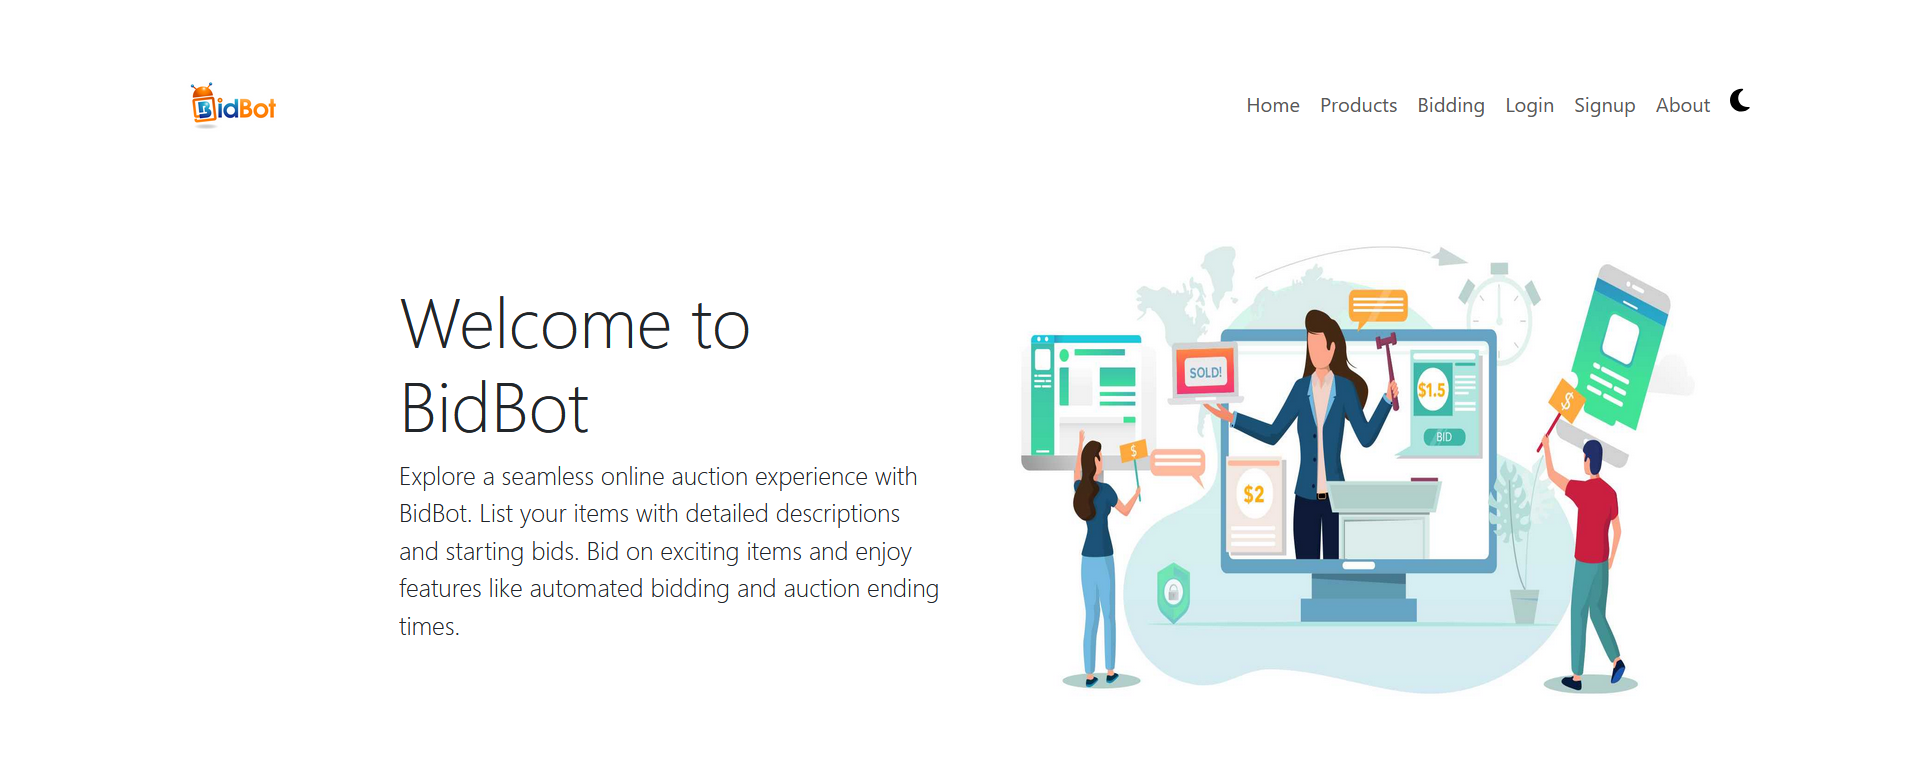 BidBot
Home Products Bidding Login Signup About
Welcome to
BidBot
Explore a seamless online auction experience with
BidBot. List your items with detailed descriptions
and starting bids. Bid on exciting items and enjoy
features like automated bidding and auction ending
times.
SOLD!
$1.5
BID
$
$
$2